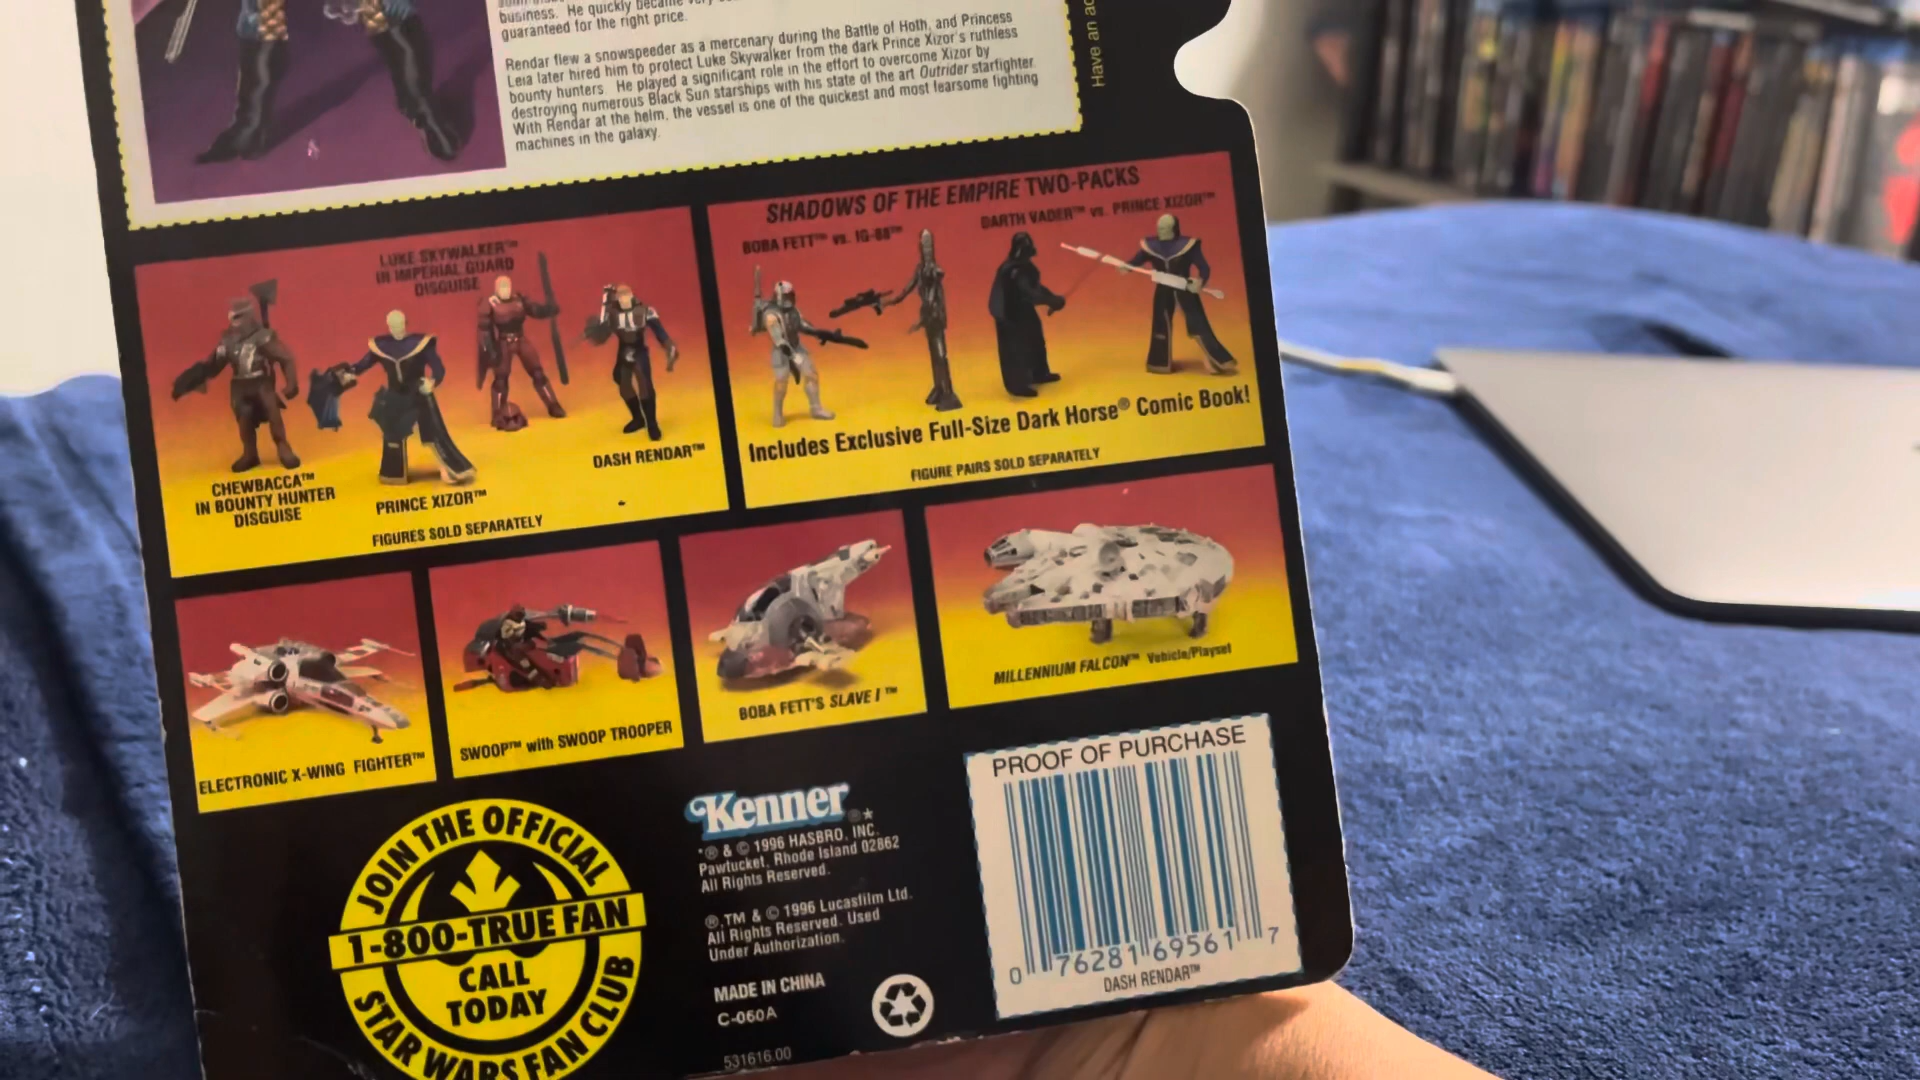 business. He quickly became very
guaranteed for the right price.
Rendar flew a snowspeeder as a mercenary during the Battle of Hoth, and Princess
Leia later hired him to protect Luke Skywalker from the dark Prince Xizor's ruthless
bounty hunters. He played a significant role in the effort to overcome Xizor by
destroying numerous Black Sun starships with his state of the art Outrider starfighter.
With Rendar at the helm, the vessel is one of the quickest and most fearsome fighting
machines in the galaxy.
Have an
LUKE SKYWALKER™
IN IMPERIAL GUARD
DISGUISE
CHEWBACCA™
IN BOUNTY HUNTER
DISGUISE
PRINCE XIZOR™
DASH RENDAR™
FIGURES SOLD SEPARATELY
SHADOWS OF THE EMPIRE TWO-PACKS
BOBA FETT™ vs. IG-88™
DARTH VADER™ vs. PRINCE XIZOR™
Includes Exclusive Full-Size Dark Horse® Comic Book!
FIGURE PAIRS SOLD SEPARATELY
ELECTRONIC X-WING FIGHTER™
SWOOP™ with SWOOP TROOPER
BOBA FETT'S SLAVE I™
MILLENNIUM FALCON™ Vehicle/Playset
JOIN THE OFFICIAL
1-800-TRUE FAN
CALL
TODAY
STAR WARS FAN CLUB
Kenner®*
*® & © 1996 HASBRO, INC.
Pawtucket, Rhode Island 02862
All Rights Reserved.
®,TM & © 1996 Lucasfilm Ltd.
All Rights Reserved. Used
Under Authorization.
MADE IN CHINA
C-060A
531616.00
PROOF OF PURCHASE
0 76281 69561 7
DASH RENDAR™